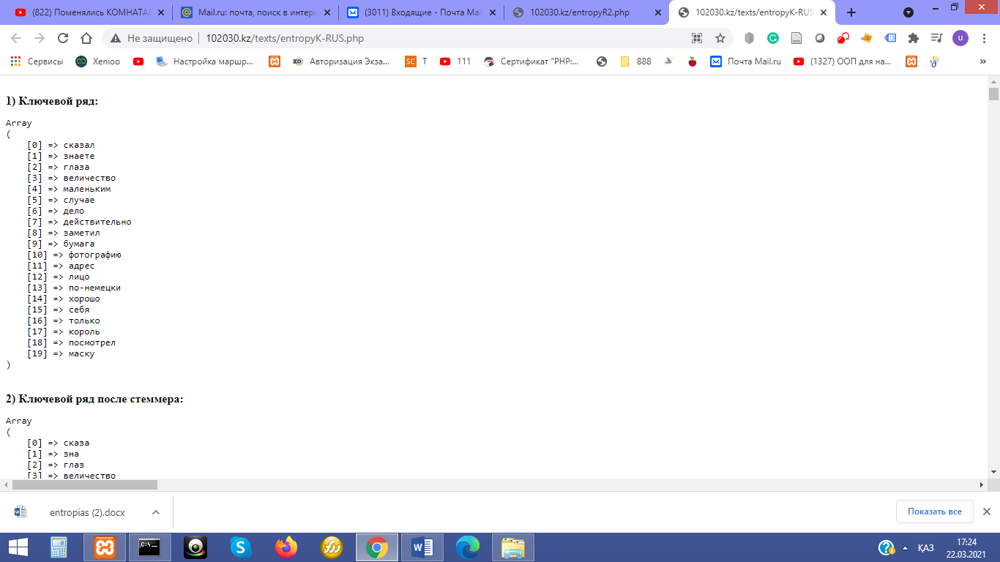 (822) Поменялись КОМНАТА
Mail.ru: почта, поиск в интерн
(3011) Входящие - Почта Mail
102030.kz/entropyR2.php
102030.kz/texts/entropyK-RUS
Не защищено 102030.kz/texts/entropyK-RUS.php
u
Сервисы Xenioo Настройка маршр... Авторизация Экза... SC T 111 Сертификат "PHP:... 888 Почта Mail.ru (1327) ООП для на... »
1) Ключевой ряд:
Array
(
[0] => сказал
[1] => знаете
[2] => глаза
[3] => величество
[4] => маленьким
[5] => случае
[6] => дело
[7] => действительно
[8] => заметил
[9] => бумага
[10] => фотографию
[11] => адрес
[12] => лицо
[13] => по-немецки
[14] => хорошо
[15] => себя
[16] => только
[17] => король
[18] => посмотрел
[19] => маску
)
2) Ключевой ряд после стеммера:
Array
(
[0] => сказа
[1] => зна
[2] => глаз
[3] => величество
entropias (2).docx
Показать все
C:\
ҚАЗ
17:24
22.03.2021